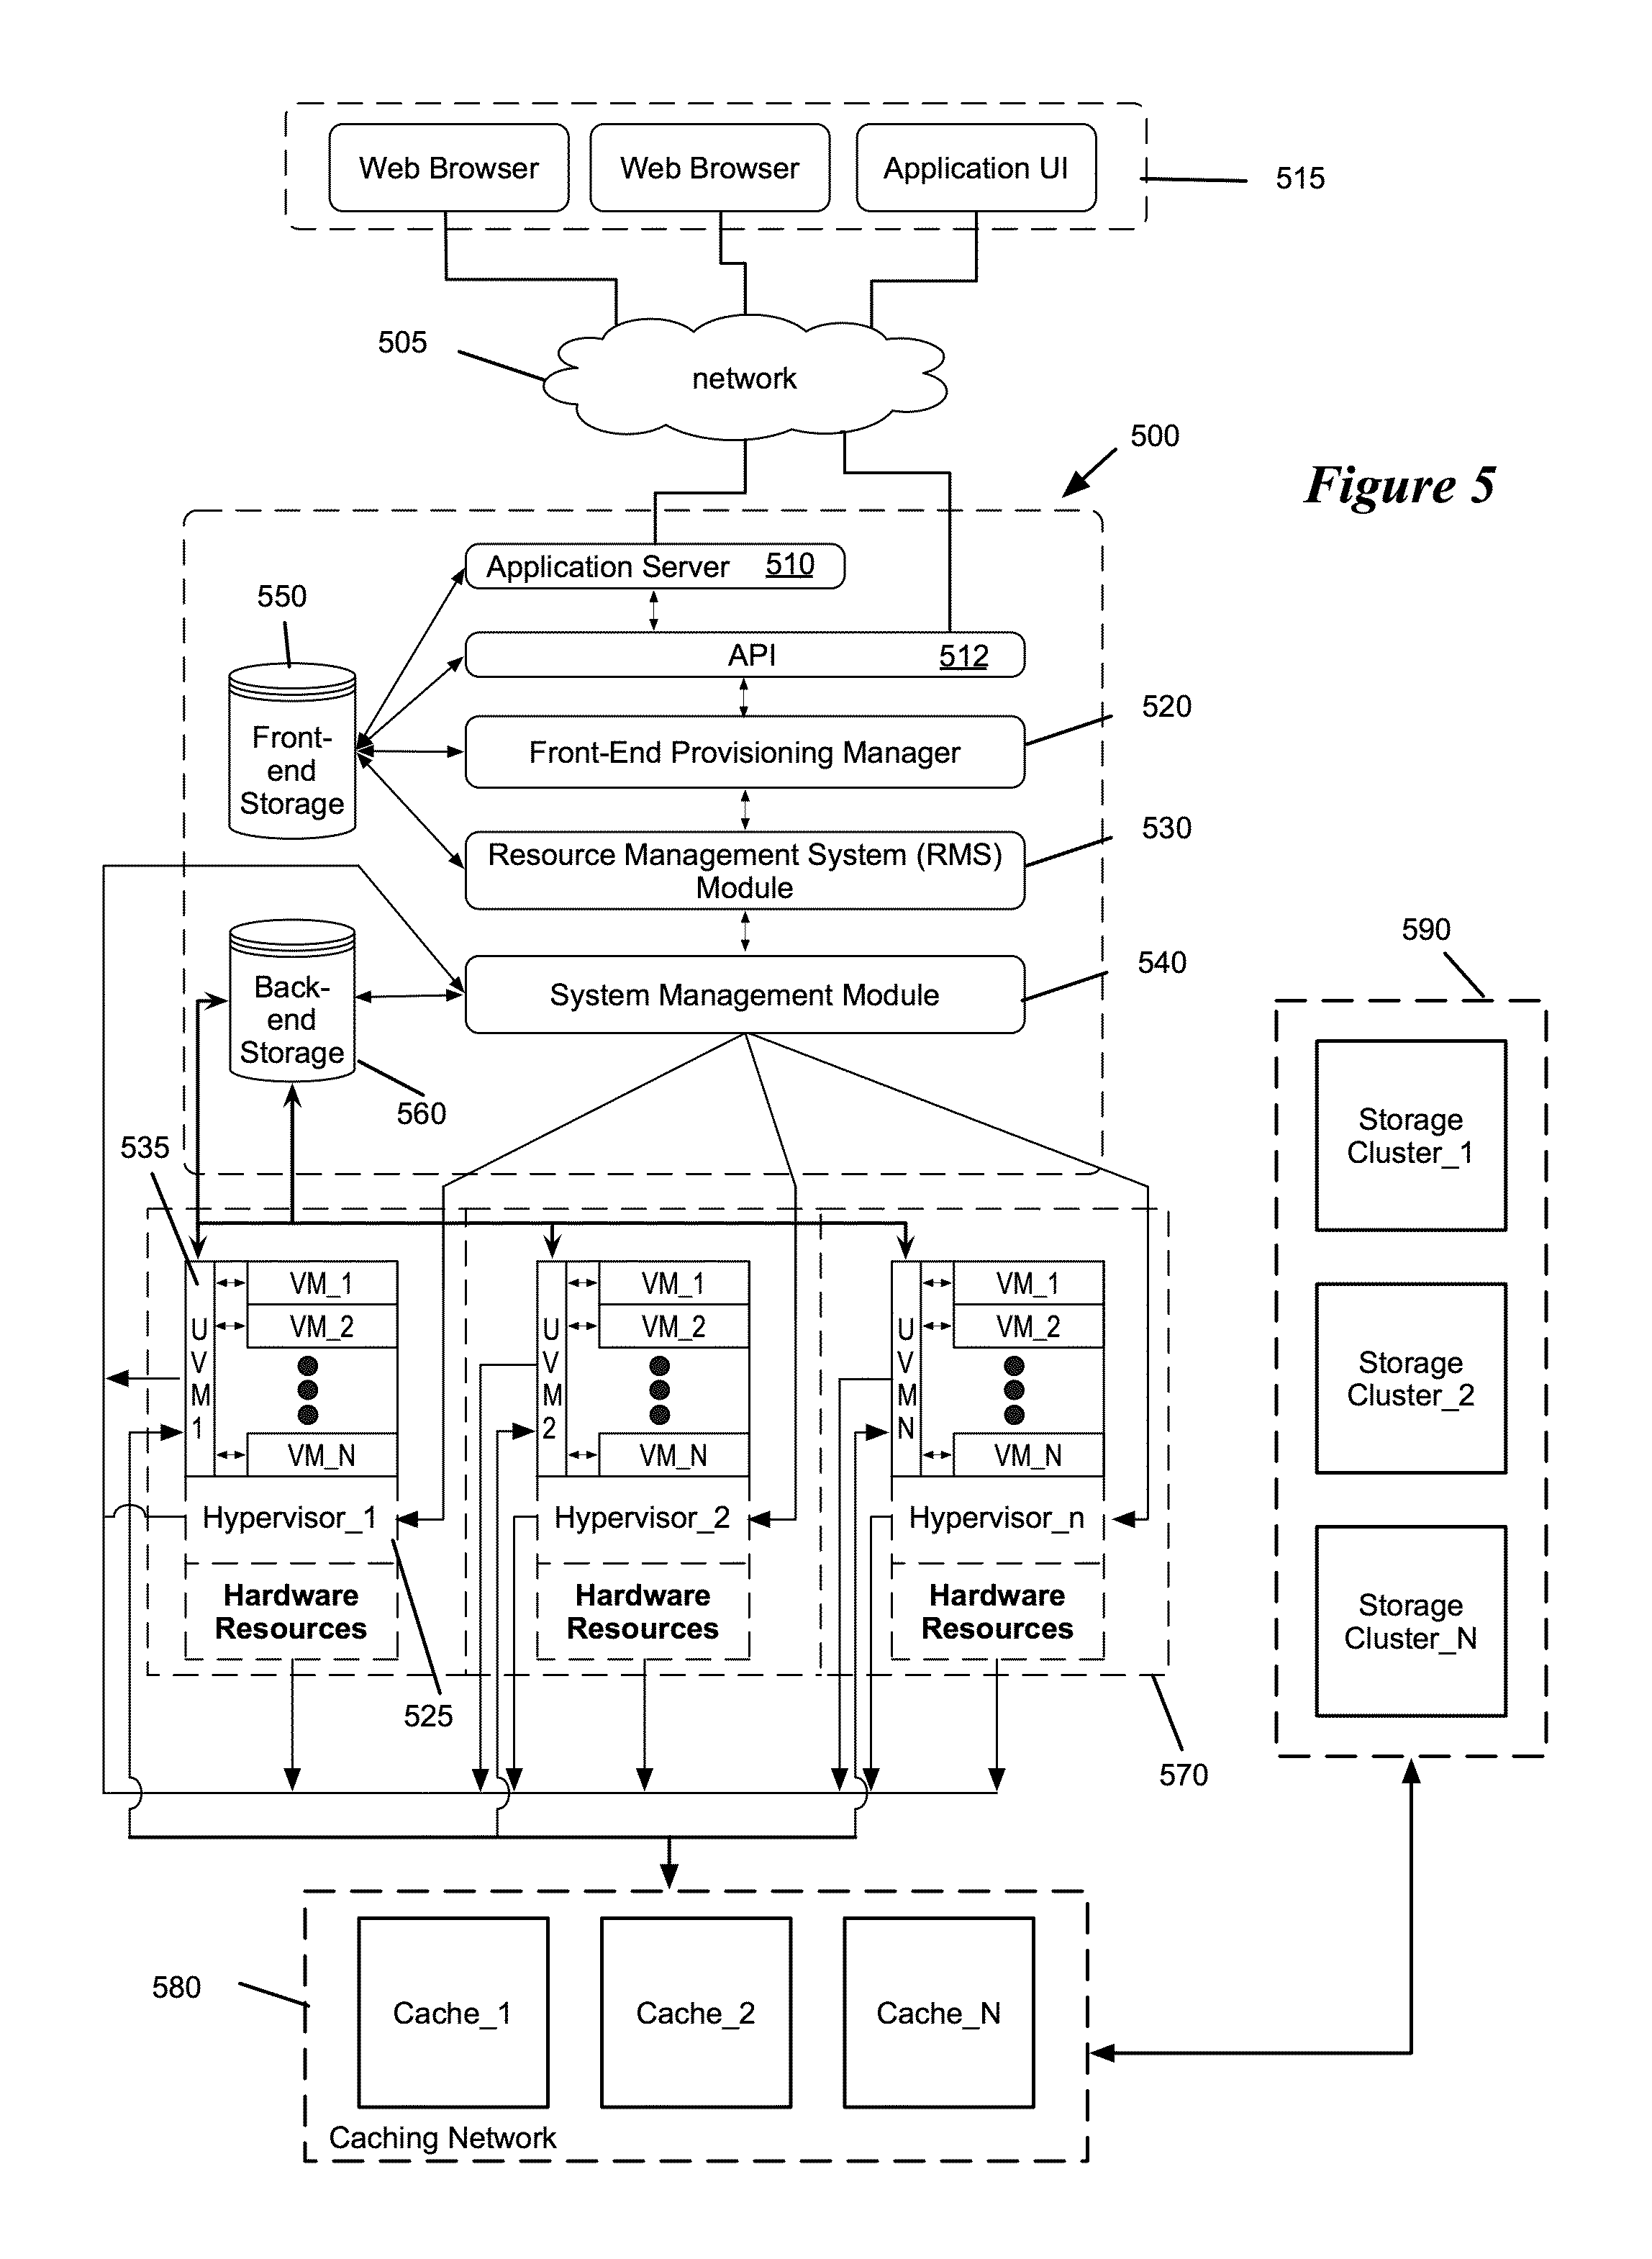 Web Browser
Web Browser
Application UI
515
505
network
500
Figure 5
Application Server 510
550
API 512
520
Front-
end
Storage
Front-End Provisioning Manager
530
Resource Management System (RMS)
Module
590
540
Back-
end
Storage
System Management Module
560
535
Storage
Cluster_1
Storage
Cluster_2
Storage
Cluster_N
U
V
M
1
VM_1
VM_2
VM_N
U
V
M
2
VM_1
VM_2
VM_N
U
V
M
N
VM_1
VM_2
VM_N
Hypervisor_1
Hypervisor_2
Hypervisor_n
Hardware
Resources
Hardware
Resources
Hardware
Resources
525
570
580
Cache_1
Cache_2
Cache_N
Caching Network